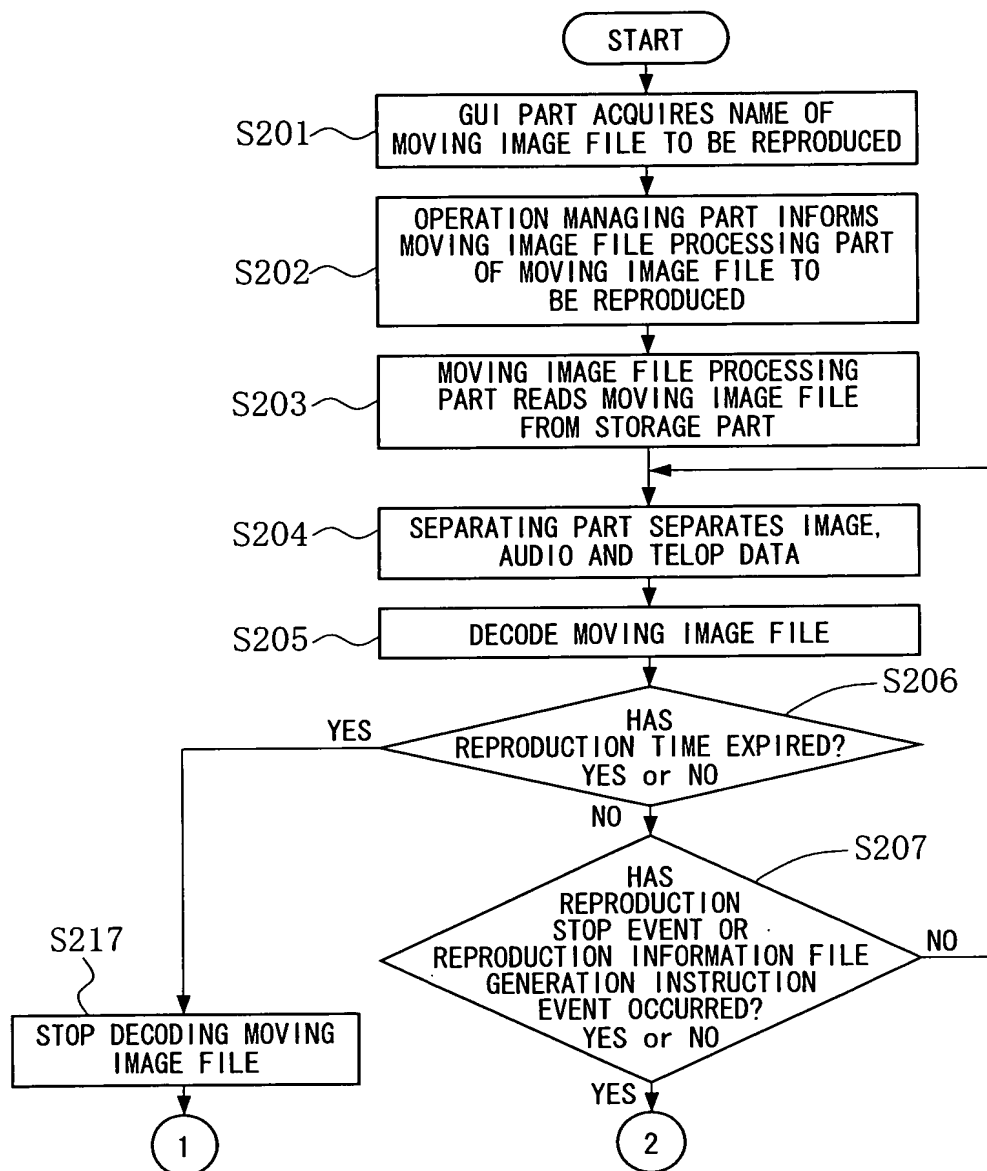 START
S201
GUI PART ACQUIRES NAME OF
MOVING IMAGE FILE TO BE REPRODUCED
S202
OPERATION MANAGING PART INFORMS
MOVING IMAGE FILE PROCESSING PART
OF MOVING IMAGE FILE TO
BE REPRODUCED
S203
MOVING IMAGE FILE PROCESSING
PART READS MOVING IMAGE FILE
FROM STORAGE PART
S204
SEPARATING PART SEPARATES IMAGE,
AUDIO AND TELOP DATA
S205
DECODE MOVING IMAGE FILE
S206
HAS
REPRODUCTION TIME EXPIRED?
YES or NO
YES
NO
S207
HAS
REPRODUCTION
STOP EVENT OR
REPRODUCTION INFORMATION FILE
GENERATION INSTRUCTION
EVENT OCCURRED?
YES or NO
NO
YES
S217
STOP DECODING MOVING
IMAGE FILE
1
2